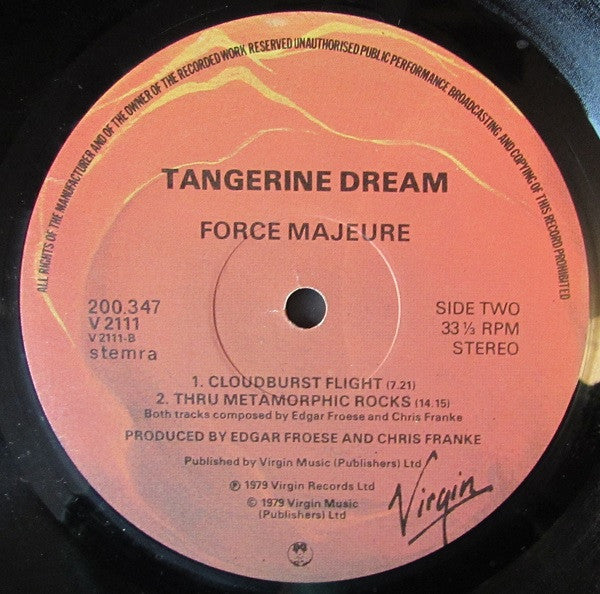 ALL RIGHTS OF THE MANUFACTURER AND OF THE OWNER OF THE RECORDED WORK RESERVED UNAUTHORISED PUBLIC PERFORMANCE BROADCASTING AND COPYING OF THIS RECORD PROHIBITED
TANGERINE DREAM
FORCE MAJEURE
200.347
V 2111
V 2111-B
stemra
SIDE TWO
33 ⅓ RPM
STEREO
1. CLOUDBURST FLIGHT (7.21)
2. THRU METAMORPHIC ROCKS (14.15)
Both tracks composed by Edgar Froese and Chris Franke
PRODUCED BY EDGAR FROESE AND CHRIS FRANKE
Published by Virgin Music (Publishers) Ltd
℗ 1979 Virgin Records Ltd
© 1979 Virgin Music
(Publishers) Ltd
Virgin